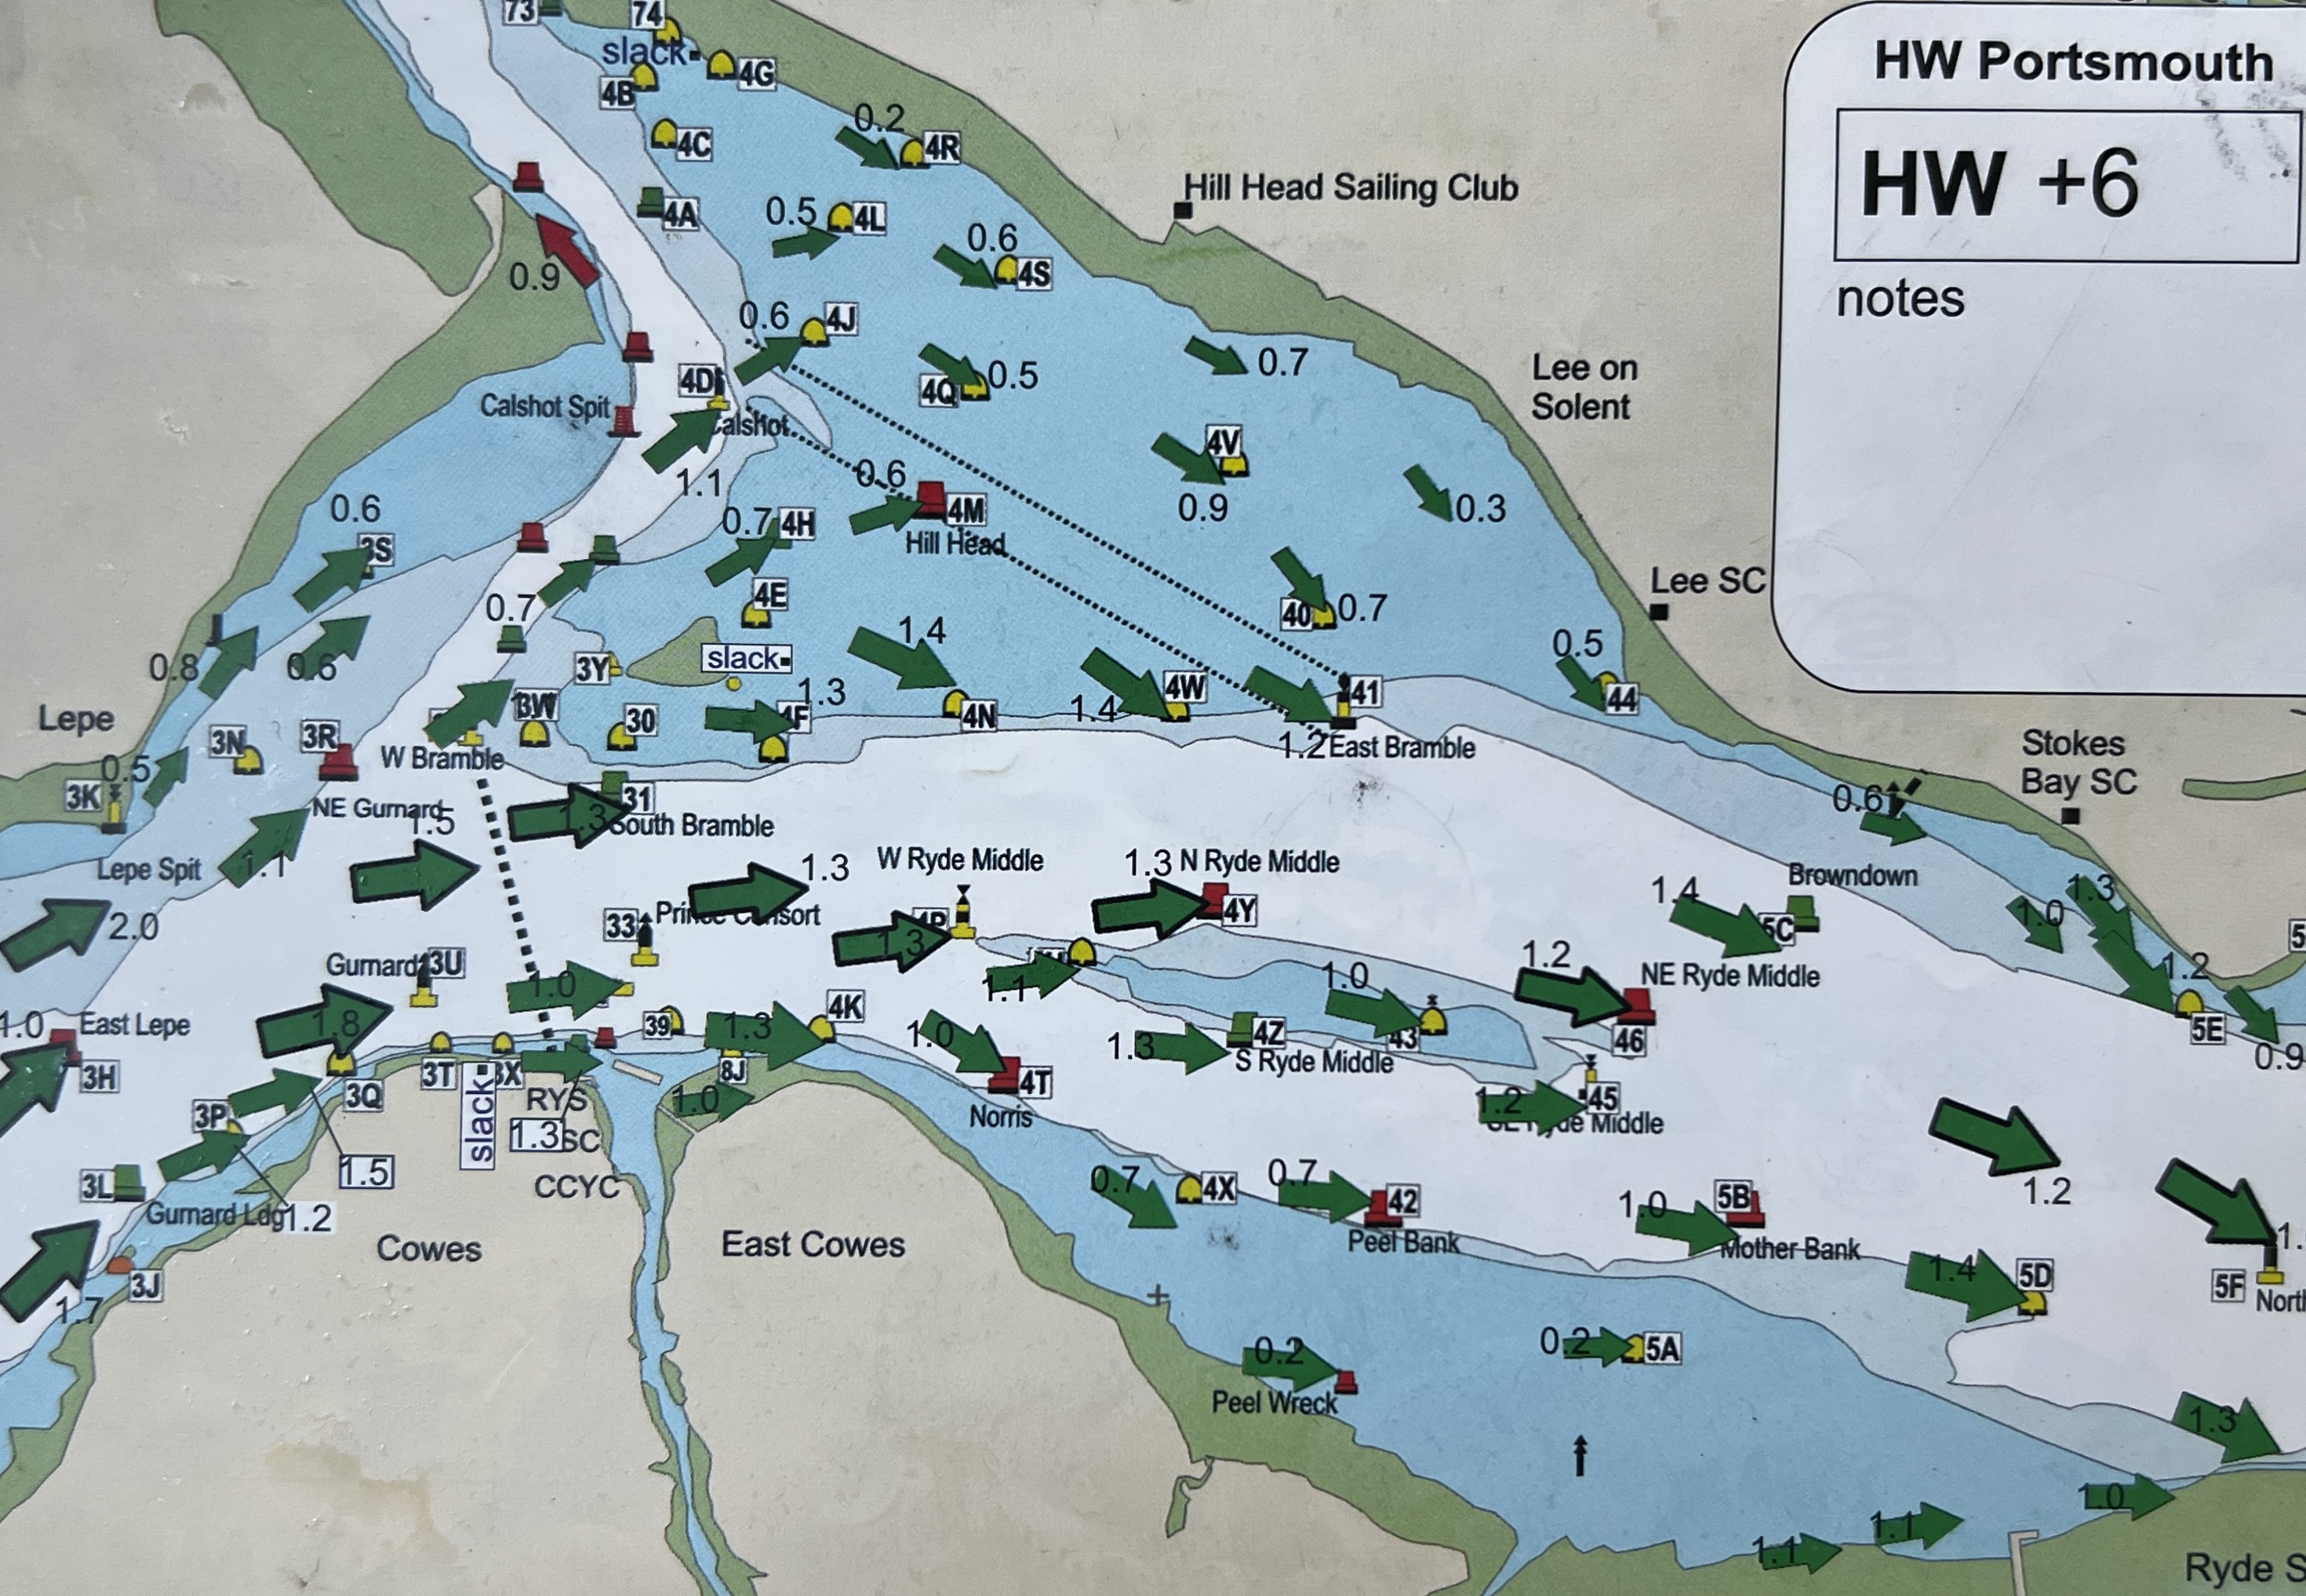 73
74
slack
4G
4B
4C
0.2
4R
HW Portsmouth
HW +6
notes
Hill Head Sailing Club
4A
0.5
4L
0.6
4S
0.9
0.6
4J
0.7
4D
4Q
0.5
Lee on
Solent
Calshot Spit
Calshot
4V
1.1
0.6
4M
0.9
0.3
0.6
0.7
4H
Hill Head
3S
4E
Lee SC
0.7
40
0.7
1.4
0.8
0.6
3Y
slack
0.5
1.3
4W
41
44
Lepe
3W
30
4F
4N
1.4
3N
3R
W Bramble
1.2
East Bramble
Stokes
Bay SC
0.5
3K
31
0.6
NE Gurnard
1.5
1.3
South Bramble
Lepe Spit
1.1
1.3
W Ryde Middle
1.3
N Ryde Middle
Browndown
1.4
1.3
2.0
33
Prince Consort
4Y
1.0
5C
1.3
Gurnard
3U
1.2
NE Ryde Middle
1.2
1.0
1.1
1.0
1.0
East Lepe
1.8
39
1.3
4K
1.0
1.3
4Z
43
46
5E
S Ryde Middle
0.9
3H
3T
3X
8J
4T
3Q
RYS
1.0
1.2
45
3P
slack
Norris
SE Ryde Middle
1.3
SC
1.5
3L
CCYC
0.7
4X
0.7
42
1.0
5B
1.2
Gurnard Ldg
1.2
Cowes
East Cowes
Peel Bank
Mother Bank
3J
1.4
5D
5F
1.7
0.2
0.2
5A
Peel Wreck
1.3
1.0
1.1
1.1